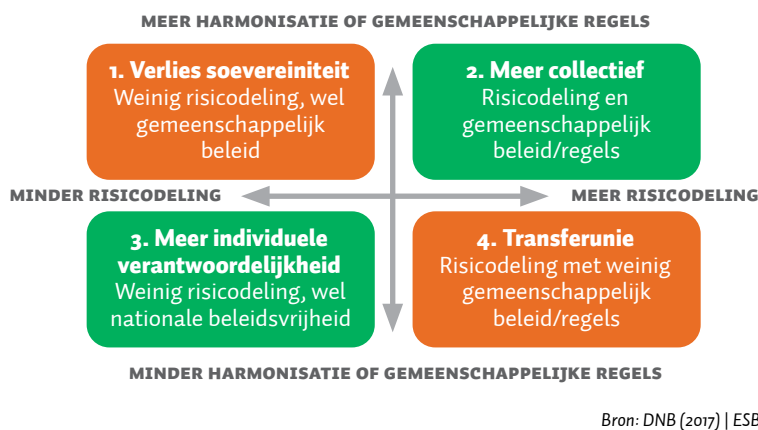 MEER HARMONISATIE OF GEMEENSCHAPPELIJKE REGELS
1. Verlies soevereiniteit
Weinig risicodeling, wel
gemeenschappelijk
beleid
2. Meer collectief
Risicodeling en
gemeenschappelijk
beleid/regels
MINDER RISICODELING
MEER RISICODELING
3. Meer individuele
verantwoordelijkheid
Weinig risicodeling, wel
nationale beleidsvrijheid
4. Transferunie
Risicodeling met weinig
gemeenschappelijk
beleid/regels
MINDER HARMONISATIE OF GEMEENSCHAPPELIJKE REGELS
Bron: DNB (2017) | ESB